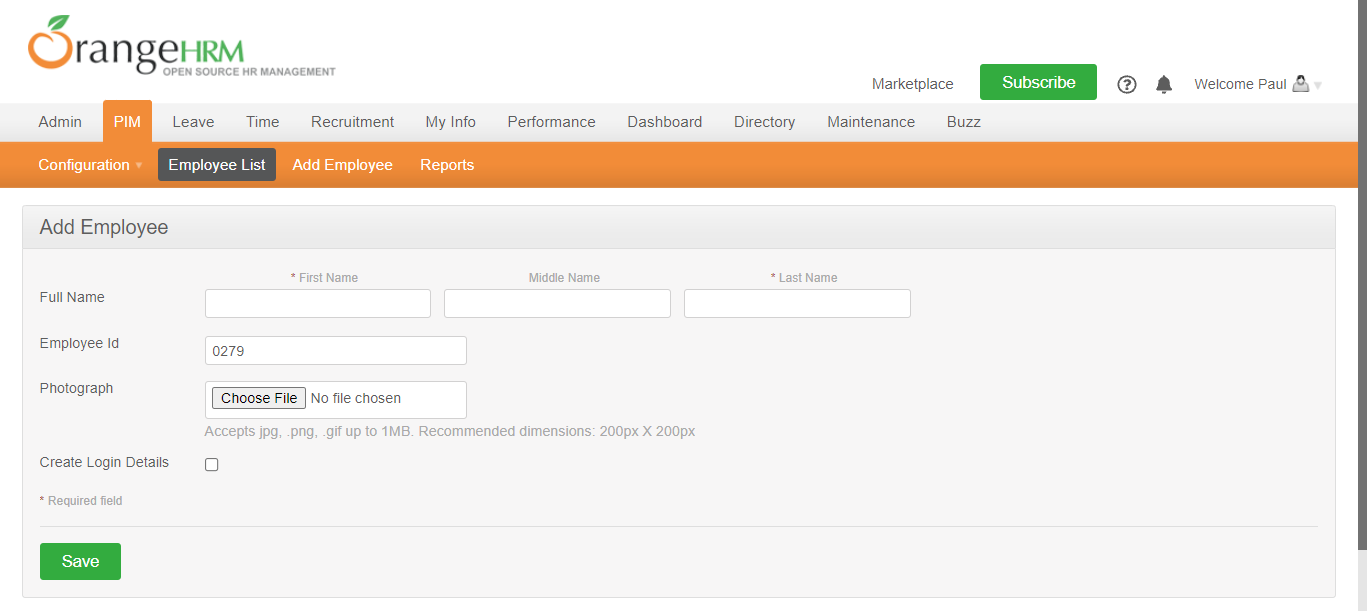 OrangeHRM
OPEN SOURCE HR MANAGEMENT
Marketplace Subscribe Welcome Paul
Admin PIM Leave Time Recruitment My Info Performance Dashboard Directory Maintenance Buzz
Configuration Employee List Add Employee Reports
Add Employee
* First Name Middle Name * Last Name
Full Name
Employee Id 0279
Photograph Choose File No file chosen
Accepts jpg, .png, .gif up to 1MB. Recommended dimensions: 200px X 200px
Create Login Details
* Required field
Save